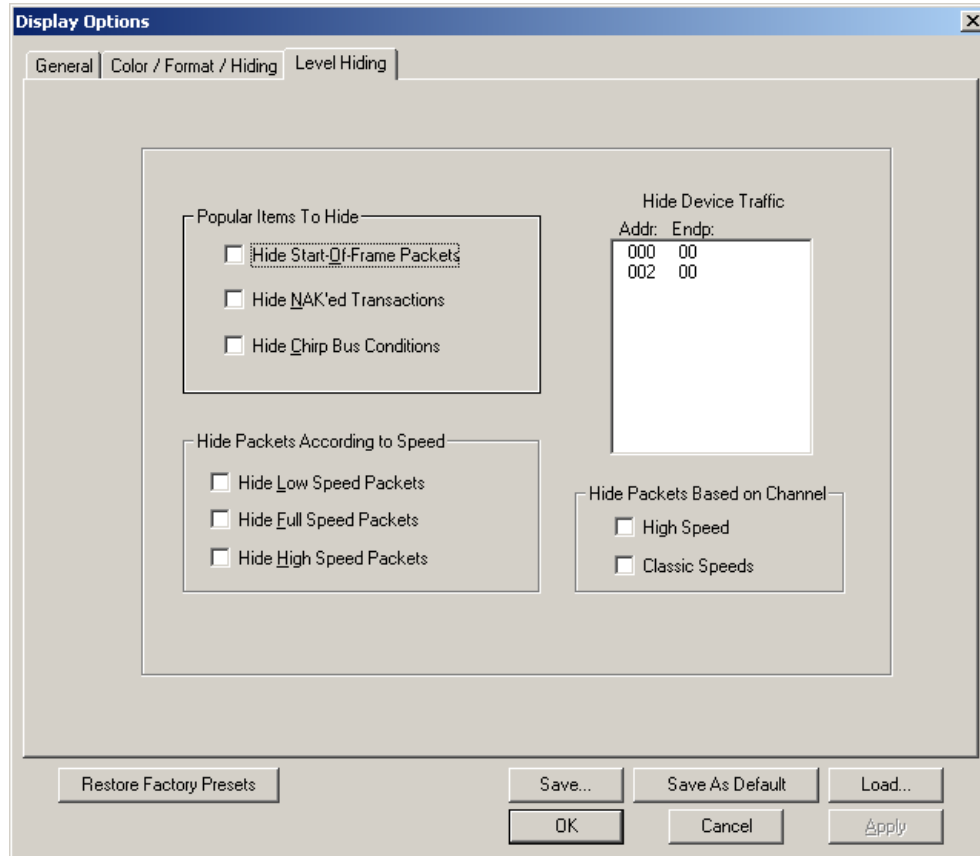 Display Options
General
Color / Format / Hiding
Level Hiding
Popular Items To Hide
Hide Start-Of-Frame Packets
Hide NAK'ed Transactions
Hide Chirp Bus Conditions
Hide Device Traffic
Addr: Endp:
000 00
002 00
Hide Packets According to Speed
Hide Low Speed Packets
Hide Full Speed Packets
Hide High Speed Packets
Hide Packets Based on Channel
High Speed
Classic Speeds
Restore Factory Presets
Save...
Save As Default
Load...
OK
Cancel
Apply